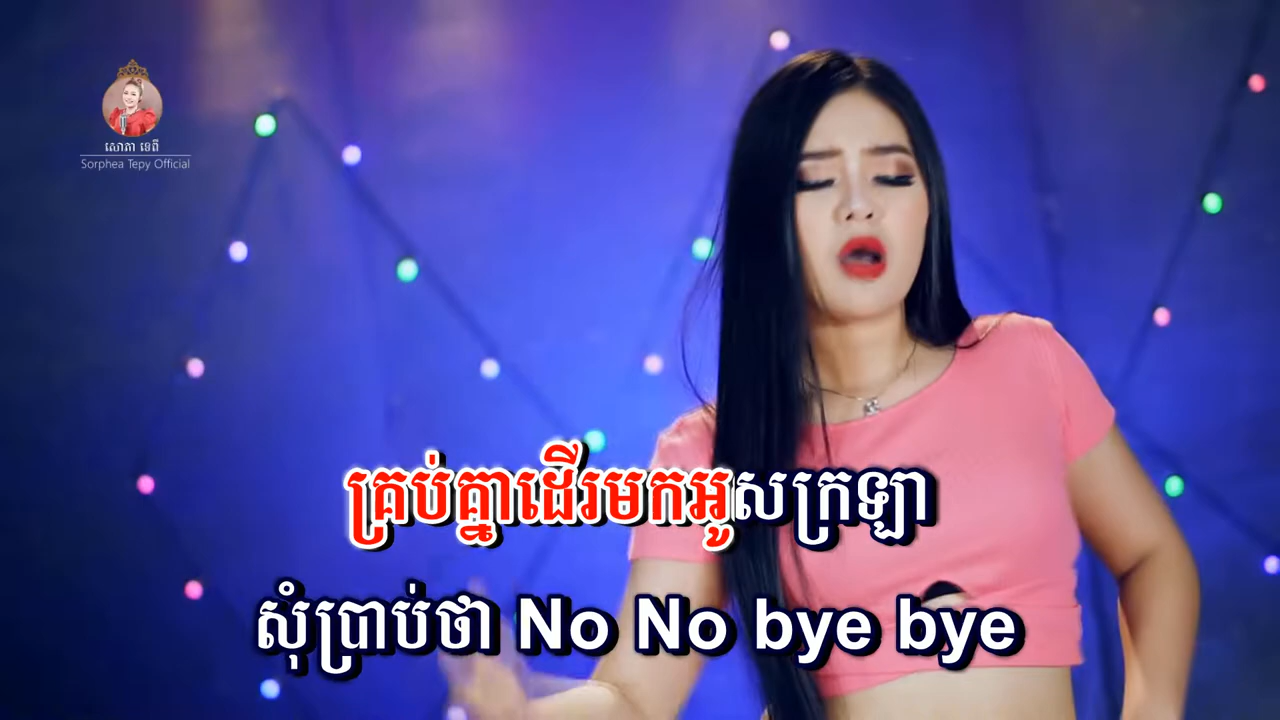 សោភា ទេពី
Sorphea Tepy Official
គ្រប់គ្នាដើរមកអូសក្រឡា
សុំប្រាប់ថា No No bye bye